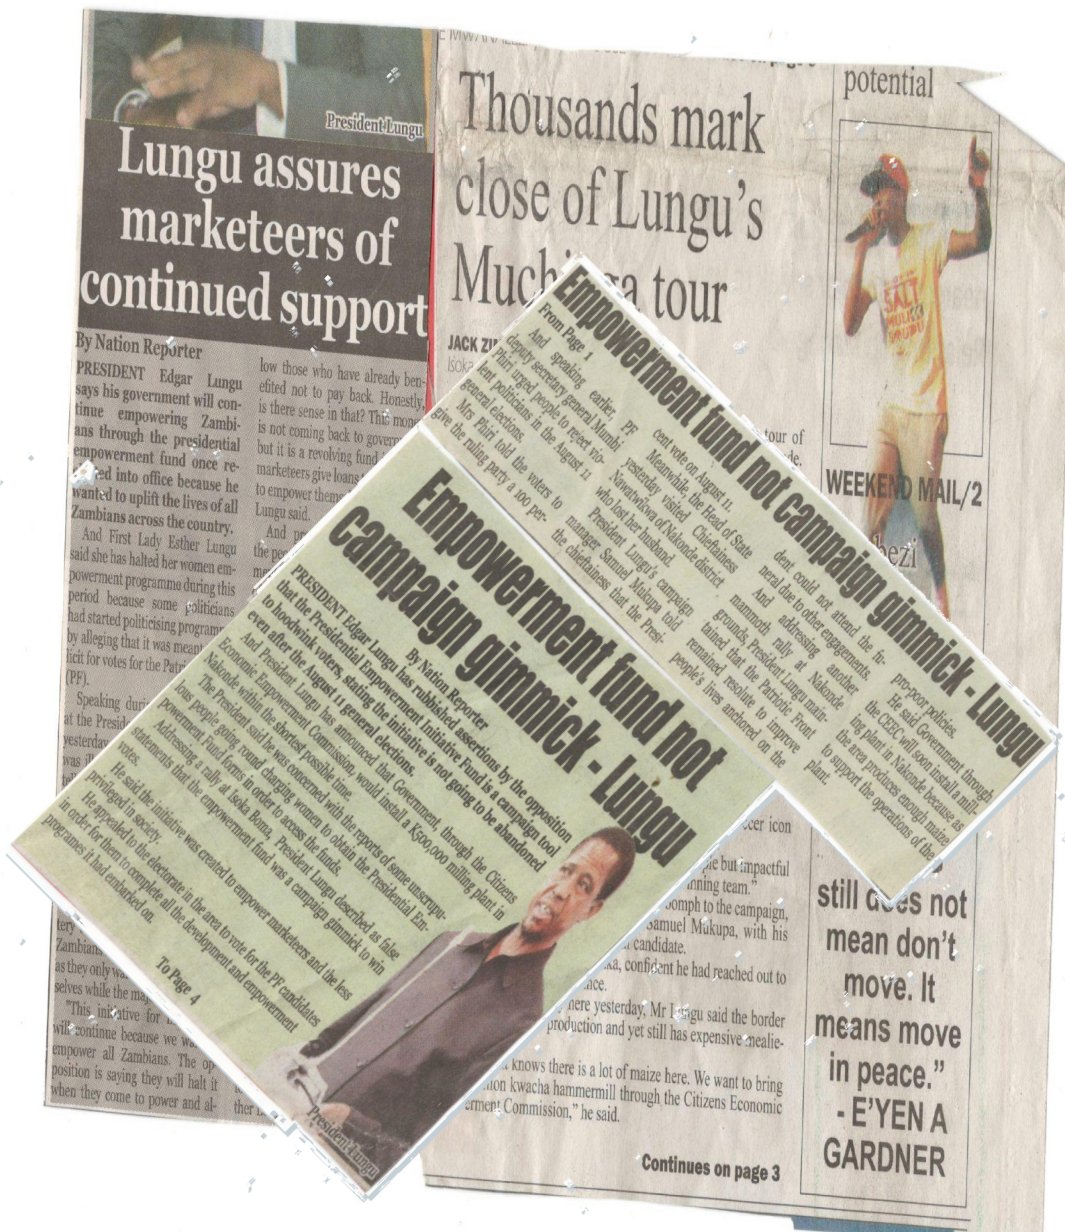 President Lungu
Lungu assures
marketeers of
continued support
By Nation Reporter
PRESIDENT Edgar Lungu
says his government will con-
tinue empowering Zambi-
ans through the presidential
empowerment fund once re-
into office because he
wanted to uplift the lives of all
Zambians across the country.
And First Lady Esther Lungu
said she has halted her women em-
powerment programme during this
period because some politicians
had started politicising
by alleging that it was meant
licit for votes for the
(PF).
Speaking
at the
yesterday
was
Zambian
as they only
selves while the
"This initiative for
will continue because we
empower all Zambians. The op
position is saying they will halt it
when they come to power and al-
low those who have already ben-
efited not to pay back. Honestly,
is there sense in that? This
is not coming back to
but it is a revolving fund
marketeers give loans
to empower
Lungu said.
And
the
Thousands mark
close of Lungu's
tour
JACK
Isoka
tour of
icon
but impactful
team."
oomph to the campaign,
Samuel Mukupa, with his
candidate.
confident he had reached out to
here yesterday, Mr Lungu said the border
production and yet still has expensive mealie-
knows there is a lot of maize here. We want to bring
kwacha hammermill through the Citizens Economic
Commission," he said.
Continues on page 3
potential
SALT
WEEKEND MAIL/2
still does not
mean don't
move. It
means move
in peace."
- E'YEN A
GARDNER
Empowerment fund not campaign gimmick - Lungu
From Page 1
And speaking earlier, PF
deputy secretary general Mumbi
Phiri urged people to reject vio-
lent politicians in the August 11
general elections.
Mrs Phiri told the voters to
give the ruling party a 100 per-
cent vote on August 11.
Meanwhile, the Head of State
yesterday visited Chieftainess
Nawaitwika of Nakonde district
who lost her husband.
President Lungu's campaign
manager Samuel Mukupa told
the chieftainess that the Presi-
dent could not attend the fu-
neral due to other engagements.
And addressing another
mammoth rally at Nakonde
grounds, President Lungu main-
tained that the Patriotic Front
remained resolute to improve
people's lives anchored on the
pro-poor policies.
He said Government through
the CEEC will soon install a mill-
ing plant in Nakonde because as
the area produces enough maize
to support the operations of the
plant."
Empowerment fund not
campaign gimmick - Lungu
By Nation Reporter
PRESIDENT Edgar Lungu has rubbished assertions by the opposition
that the Presidential Empowerment Initiative Fund is a campaign tool
to hoodwink voters, stating the initiative is not going to be abandoned
even after the August 11 general elections.
And President Lungu has announced that Government, through the Citizens
Economic Empowerment Commission, would install a K500,000 milling plant in
Nakonde within the shortest possible time.
The President said he was concerned with the reports of some unscrupu-
lous people going round charging women to obtain the Presidential Em-
powerment Fund forms in order to access the funds.
Addressing a rally at Isoka Boma, President Lungu described as false
statements that the empowerment fund was a campaign gimmick to win
votes.
He said the initiative was created to empower marketeers and the less
privileged in society.
He appealed to the electorate in the area to vote for the PF candidates
in order for them to complete all the development and empowerment
programmes it had embarked on.
To Page 4
President Lungu